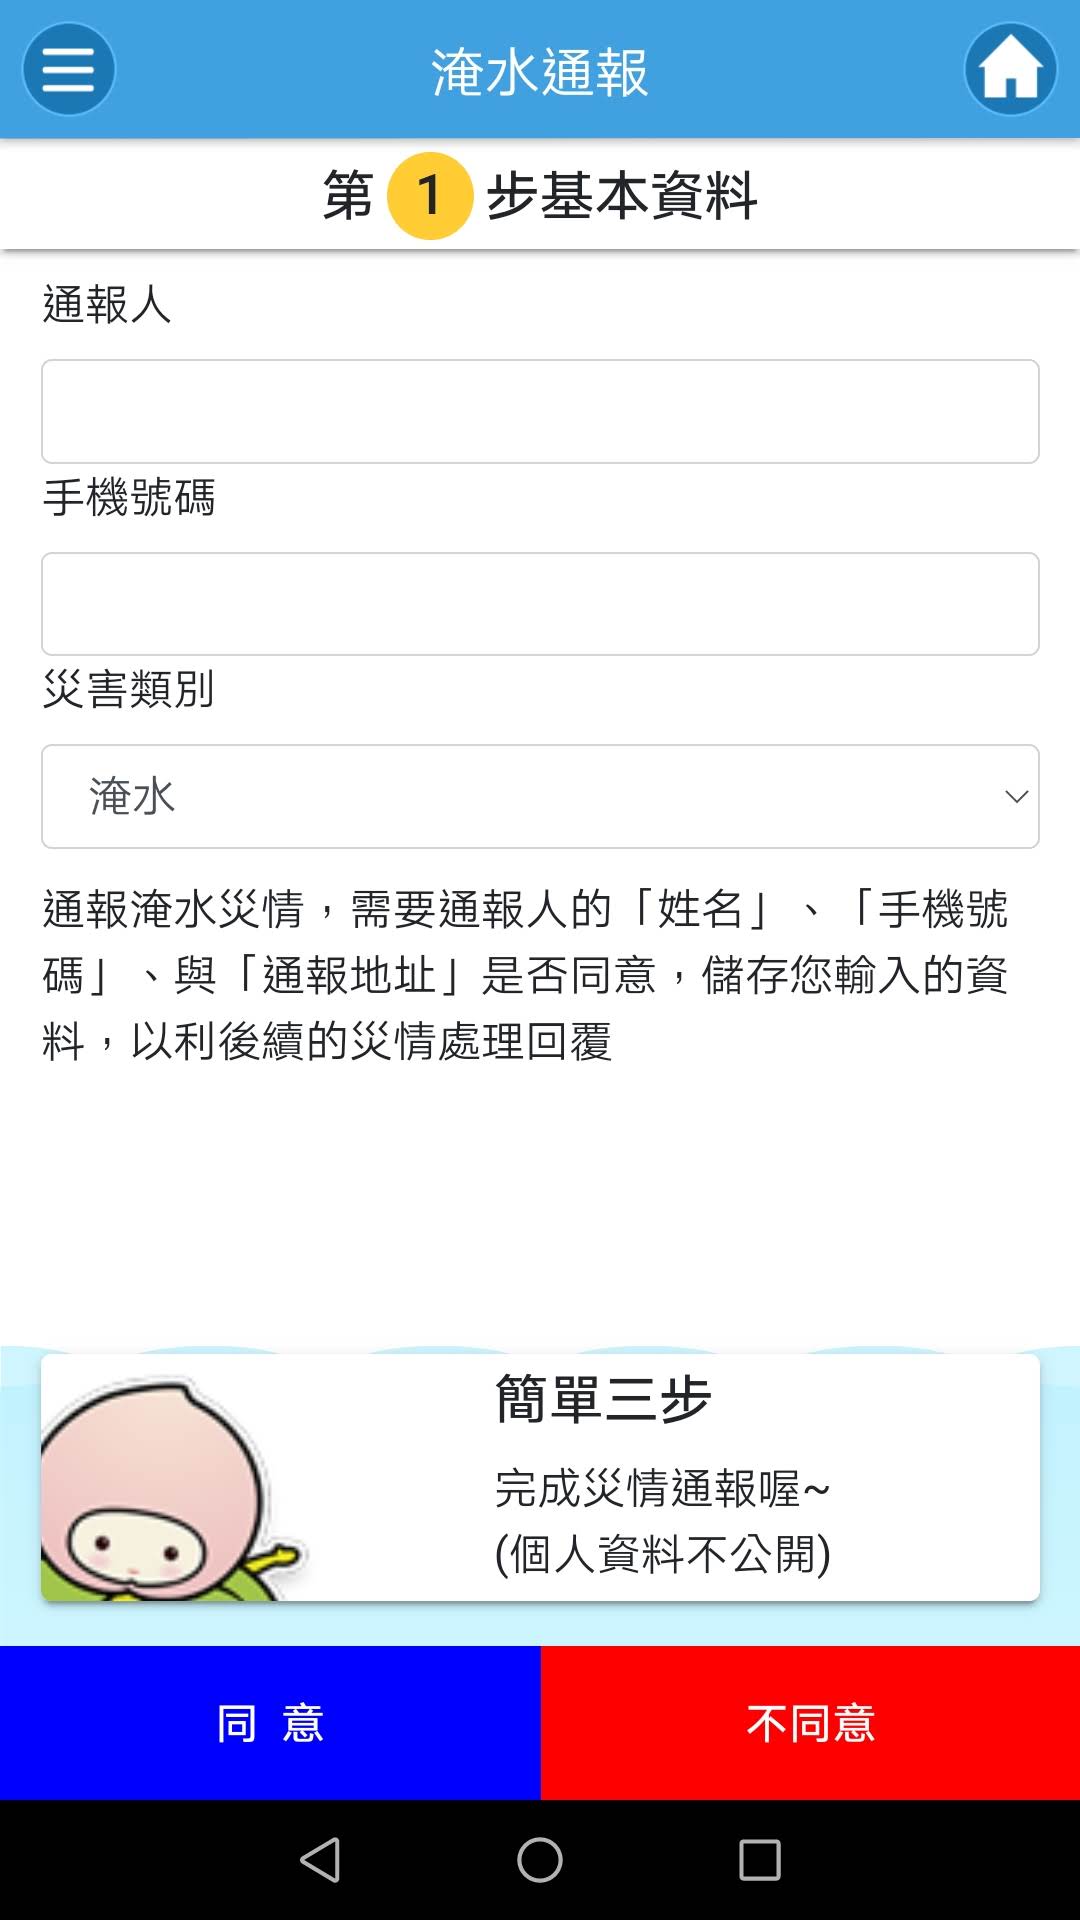 淹水通報
第 1 步基本資料
通報人
手機號碼
災害類別
淹水
通報淹水災情，需要通報人的「姓名」、「手機號
碼」、與「通報地址」是否同意，儲存您輸入的資
料，以利後續的災情處理回覆
簡單三步
完成災情通報喔~
(個人資料不公開)
同 意
不同意